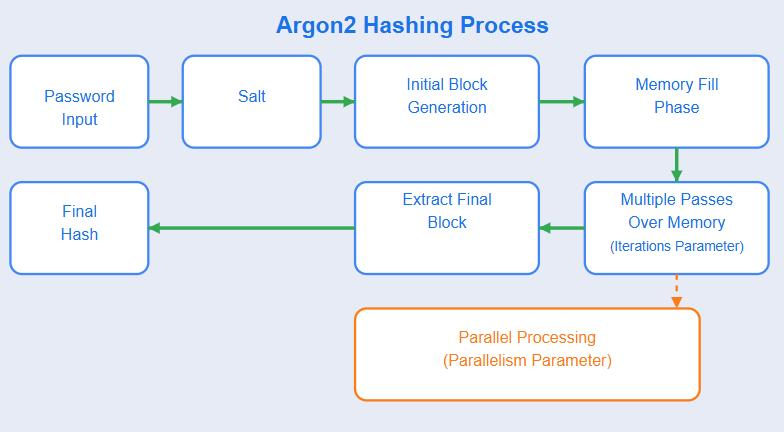 Argon2 Hashing Process
Password
Input
Salt
Initial Block
Generation
Memory Fill
Phase
Multiple Passes
Over Memory
(Iterations Parameter)
Extract Final
Block
Final
Hash
Parallel Processing
(Parallelism Parameter)